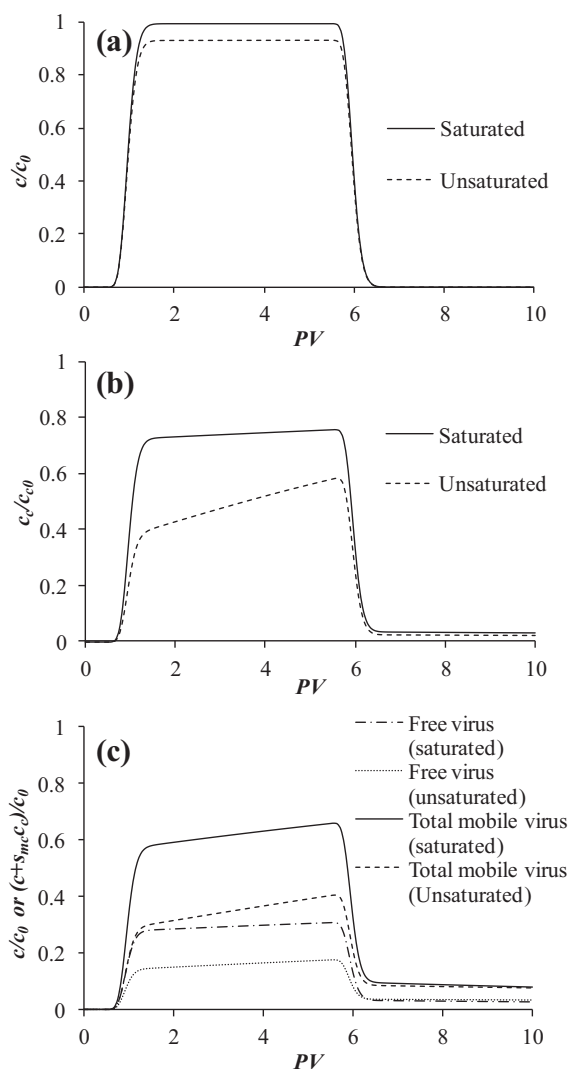 (a)
1
0.8
0.6
0.4
0.2
0
c/c0
0 2 4 6 8 10
PV
Saturated
Unsaturated
(b)
1
0.8
0.6
0.4
0.2
0
cc/cc0
0 2 4 6 8 10
PV
Saturated
Unsaturated
(c)
1
0.8
0.6
0.4
0.2
0
c/c0 or (c+smccc)/c0
0 2 4 6 8 10
PV
Free virus
(saturated)
Free virus
(unsaturated)
Total mobile virus
(saturated)
Total mobile virus
(Unsaturated)